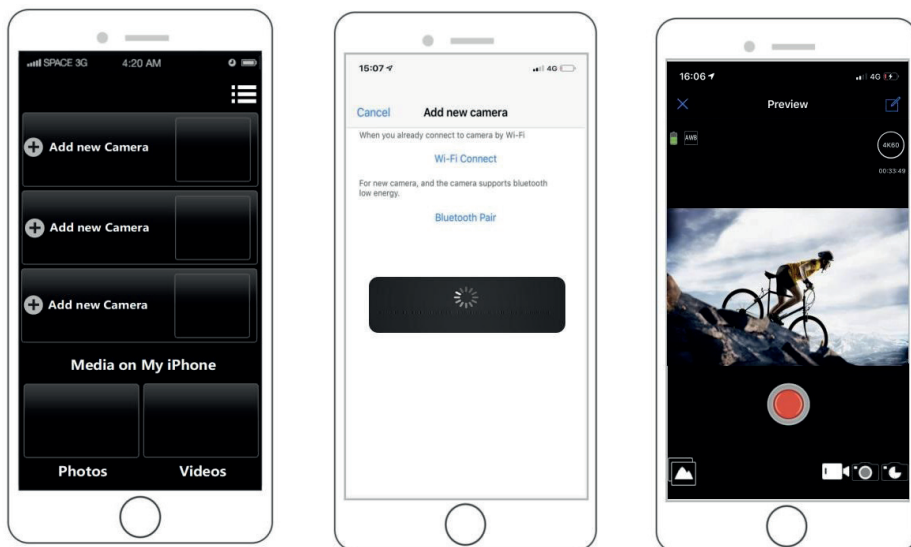 SPACE 3G 4:20 AM
Add new Camera
Add new Camera
Add new Camera
Media on My iPhone
Photos Videos
15:07 4G
Cancel Add new camera
When you already connect to camera by Wi-Fi
Wi-Fi Connect
For new camera, and the camera supports bluetooth
low energy.
Bluetooth Pair
16:06 4G
Preview
AWB
4K60
00:33:49